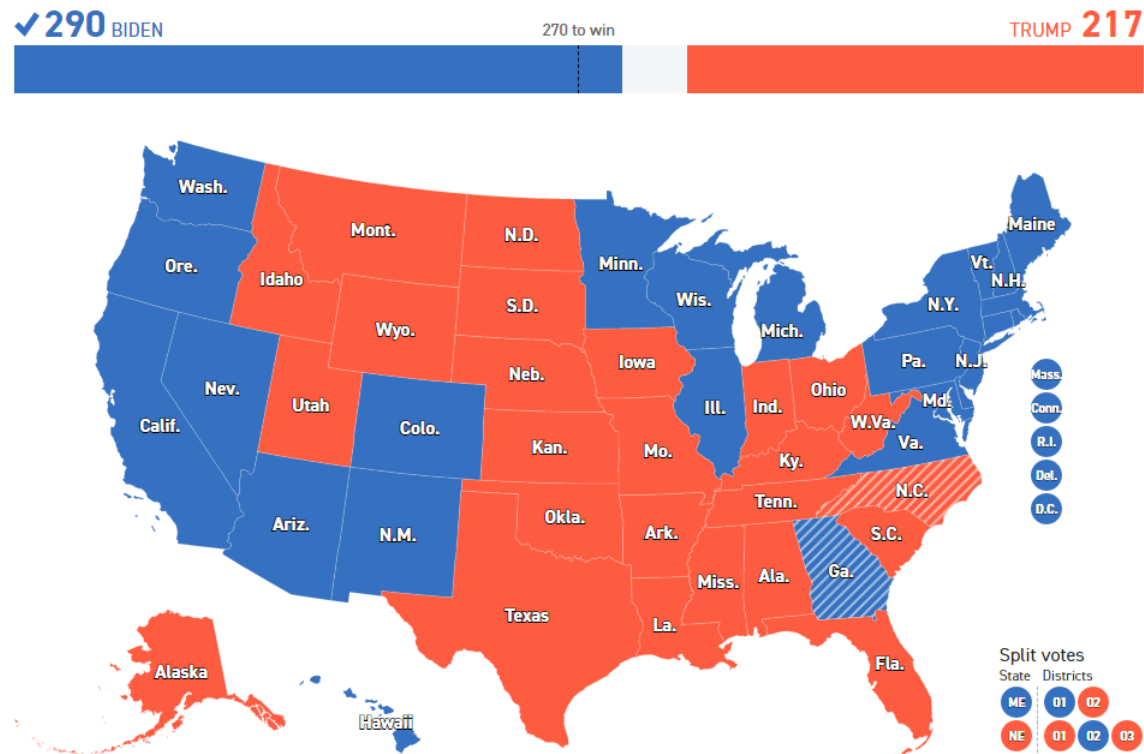 ✓290 BIDEN
270 to win
TRUMP 217
Wash.
Ore.
Idaho
Mont.
N.D.
S.D.
Minn.
Wis.
Mich.
Maine
Vt.
N.H.
N.Y.
Wyo.
Neb.
Iowa
Pa.
N.J.
Nev.
Utah
Colo.
Calif.
Kan.
Mo.
Ill.
Ind.
Ohio
W.Va.
Md.
Va.
Ky.
Mass.
Conn.
R.I.
Del.
D.C.
Ariz.
N.M.
Okla.
Ark.
Tenn.
N.C.
S.C.
Texas
La.
Miss.
Ala.
Ga.
Fla.
Alaska
Hawaii
Split votes
State Districts
ME 01 02
NE 01 02 03